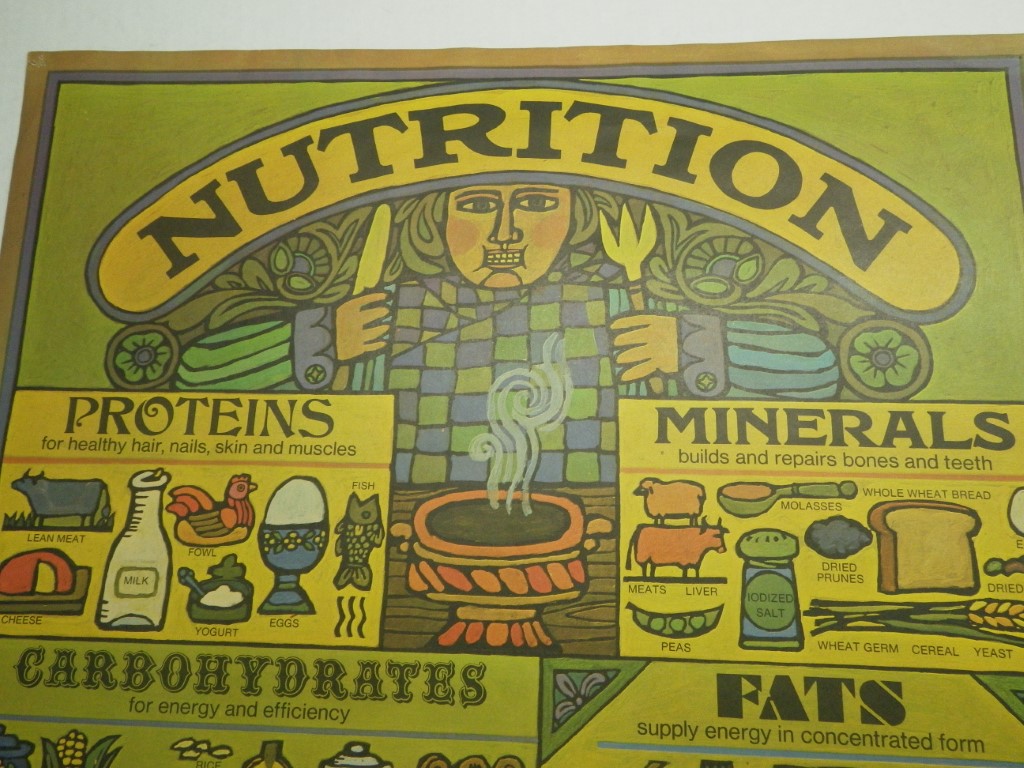 NUTRITION
PROTEINS
for healthy hair, nails, skin and muscles
LEAN MEAT
MILK
FOWL
FISH
CHEESE
YOGURT
EGGS
MINERALS
builds and repairs bones and teeth
MOLASSES
WHOLE WHEAT BREAD
MEATS LIVER
DRIED
PRUNES
IODIZED
SALT
DRIED
PEAS
WHEAT GERM CEREAL YEAST
CARBOHYDRATES
for energy and efficiency
RICE
FATS
supply energy in concentrated form